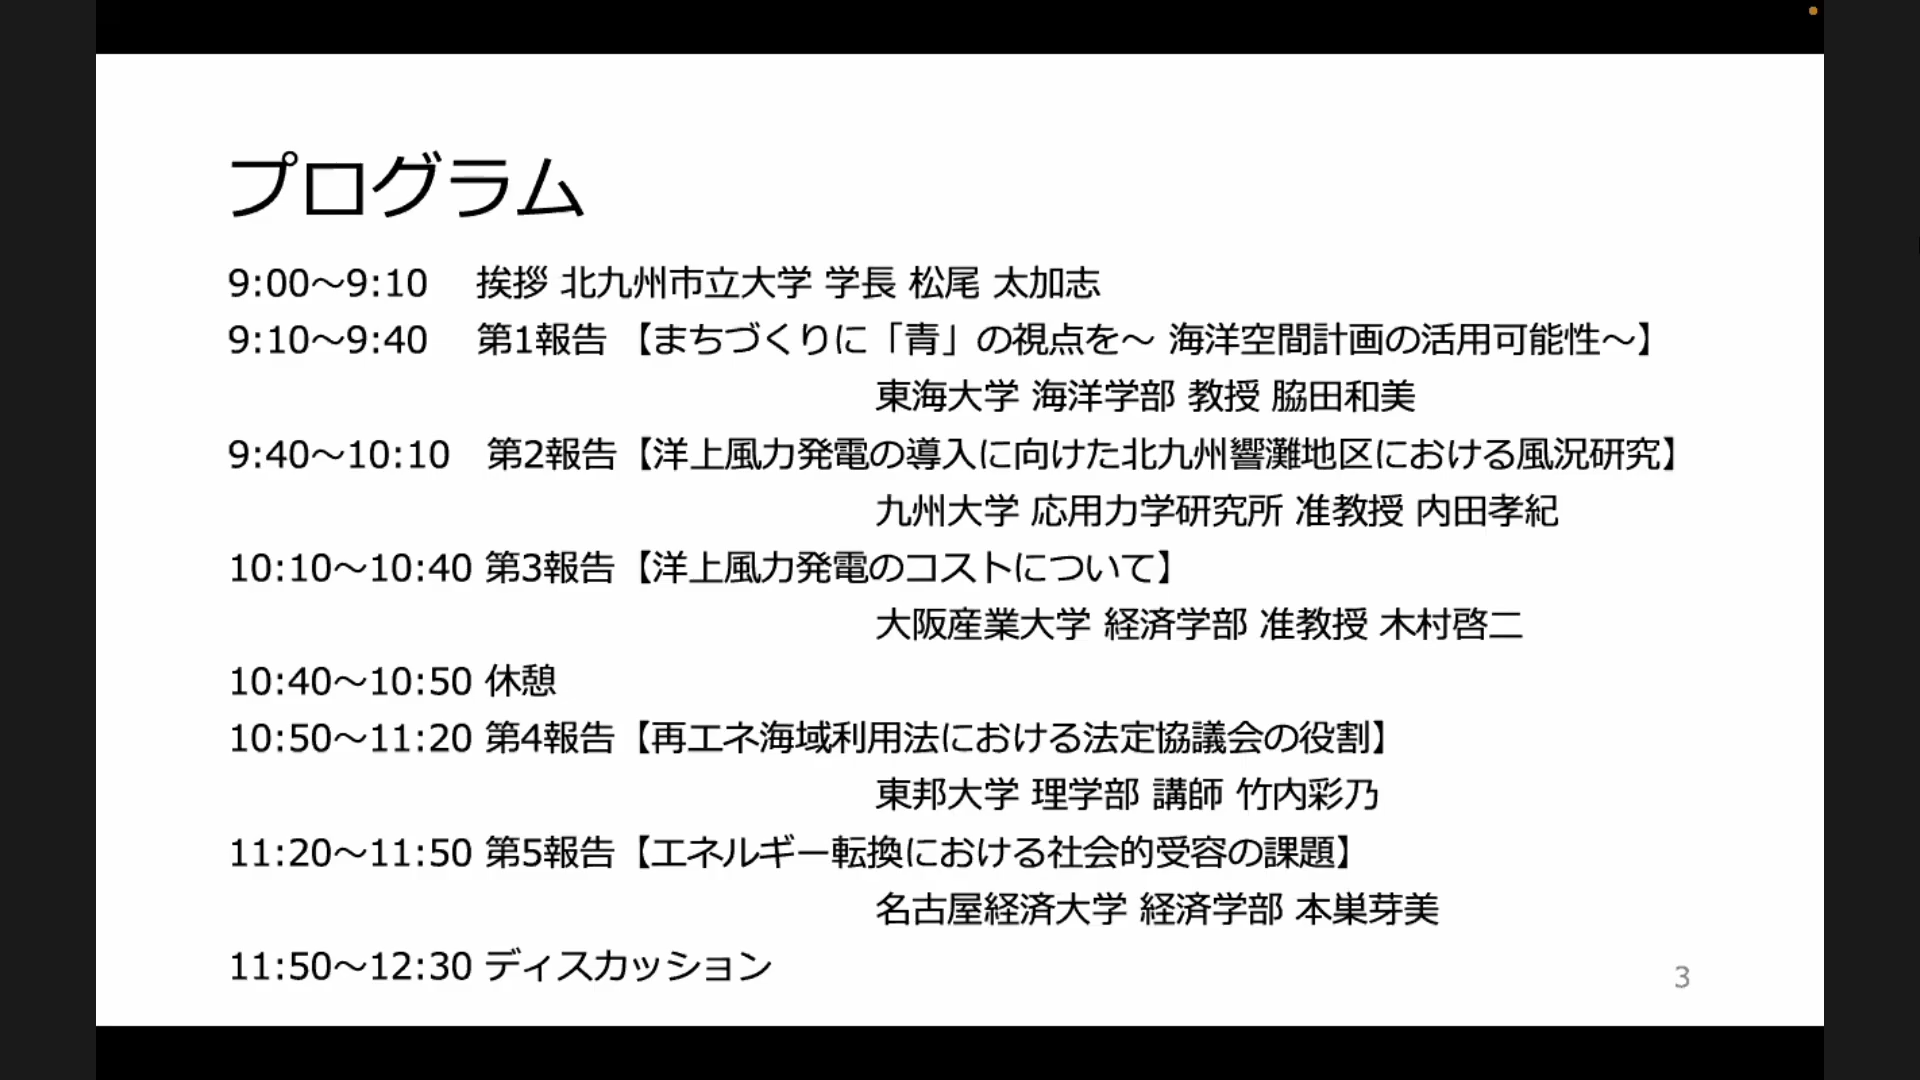 プログラム
9:00～9:10　挨拶 北九州市立大学 学長 松尾 太加志
9:10～9:40　第1報告 【まちづくりに「青」の視点を～ 海洋空間計画の活用可能性～】
東海大学 海洋学部 教授 脇田和美
9:40～10:10　第2報告【洋上風力発電の導入に向けた北九州響灘地区における風況研究】
九州大学 応用力学研究所 准教授 内田孝紀
10:10～10:40 第3報告【洋上風力発電のコストについて】
大阪産業大学 経済学部 准教授 木村啓二
10:40～10:50 休憩
10:50～11:20 第4報告【再エネ海域利用法における法定協議会の役割】
東邦大学 理学部 講師 竹内彩乃
11:20～11:50 第5報告【エネルギー転換における社会的受容の課題】
名古屋経済大学 経済学部 本巣芽美
11:50～12:30 ディスカッション
3